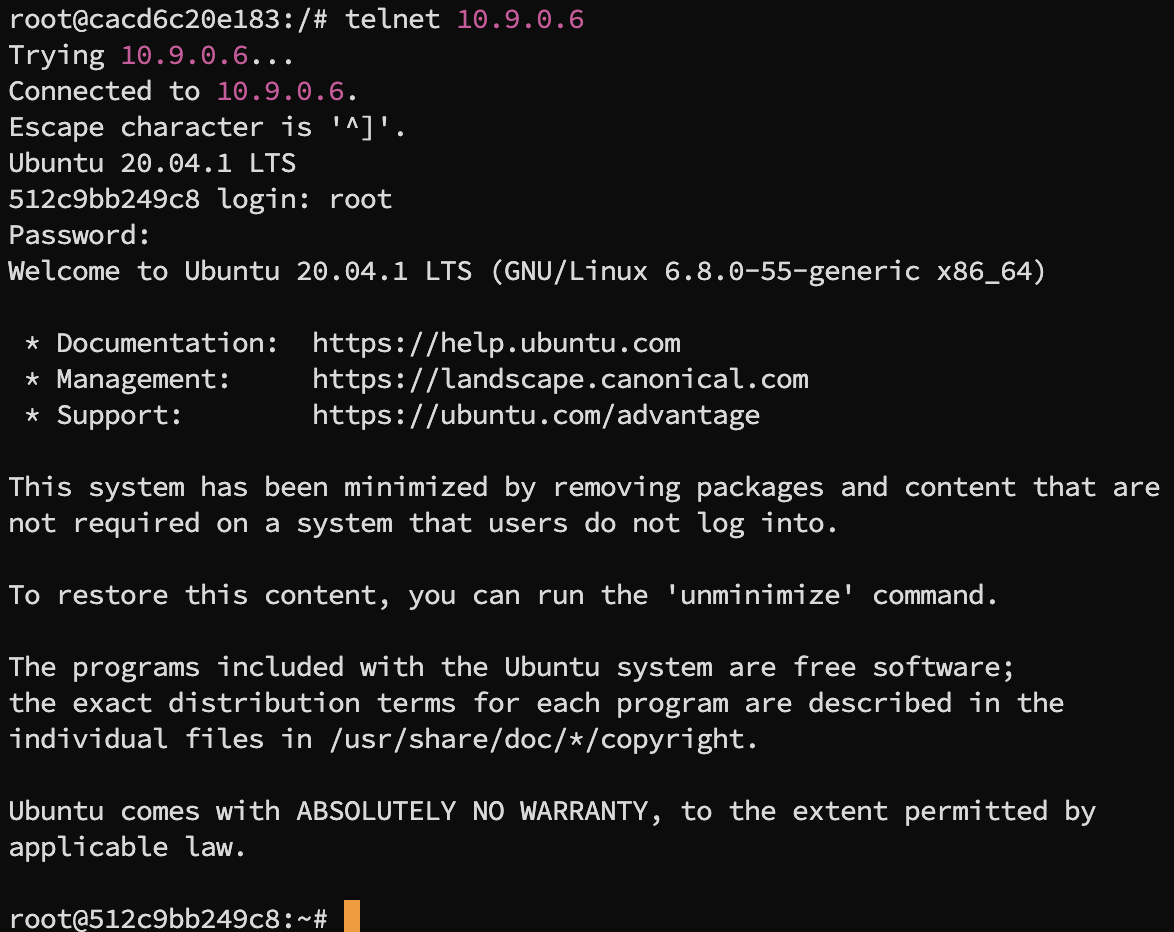 root@cacd6c20e183:/# telnet 10.9.0.6
Trying 10.9.0.6...
Connected to 10.9.0.6.
Escape character is '^]'.
Ubuntu 20.04.1 LTS
512c9bb249c8 login: root
Password:
Welcome to Ubuntu 20.04.1 LTS (GNU/Linux 6.8.0-55-generic x86_64)

 * Documentation:  https://help.ubuntu.com
 * Management:     https://landscape.canonical.com
 * Support:        https://ubuntu.com/advantage

This system has been minimized by removing packages and content that are
not required on a system that users do not log into.

To restore this content, you can run the 'unminimize' command.

The programs included with the Ubuntu system are free software;
the exact distribution terms for each program are described in the
individual files in /usr/share/doc/*/copyright.

Ubuntu comes with ABSOLUTELY NO WARRANTY, to the extent permitted by
applicable law.

root@512c9bb249c8:~#